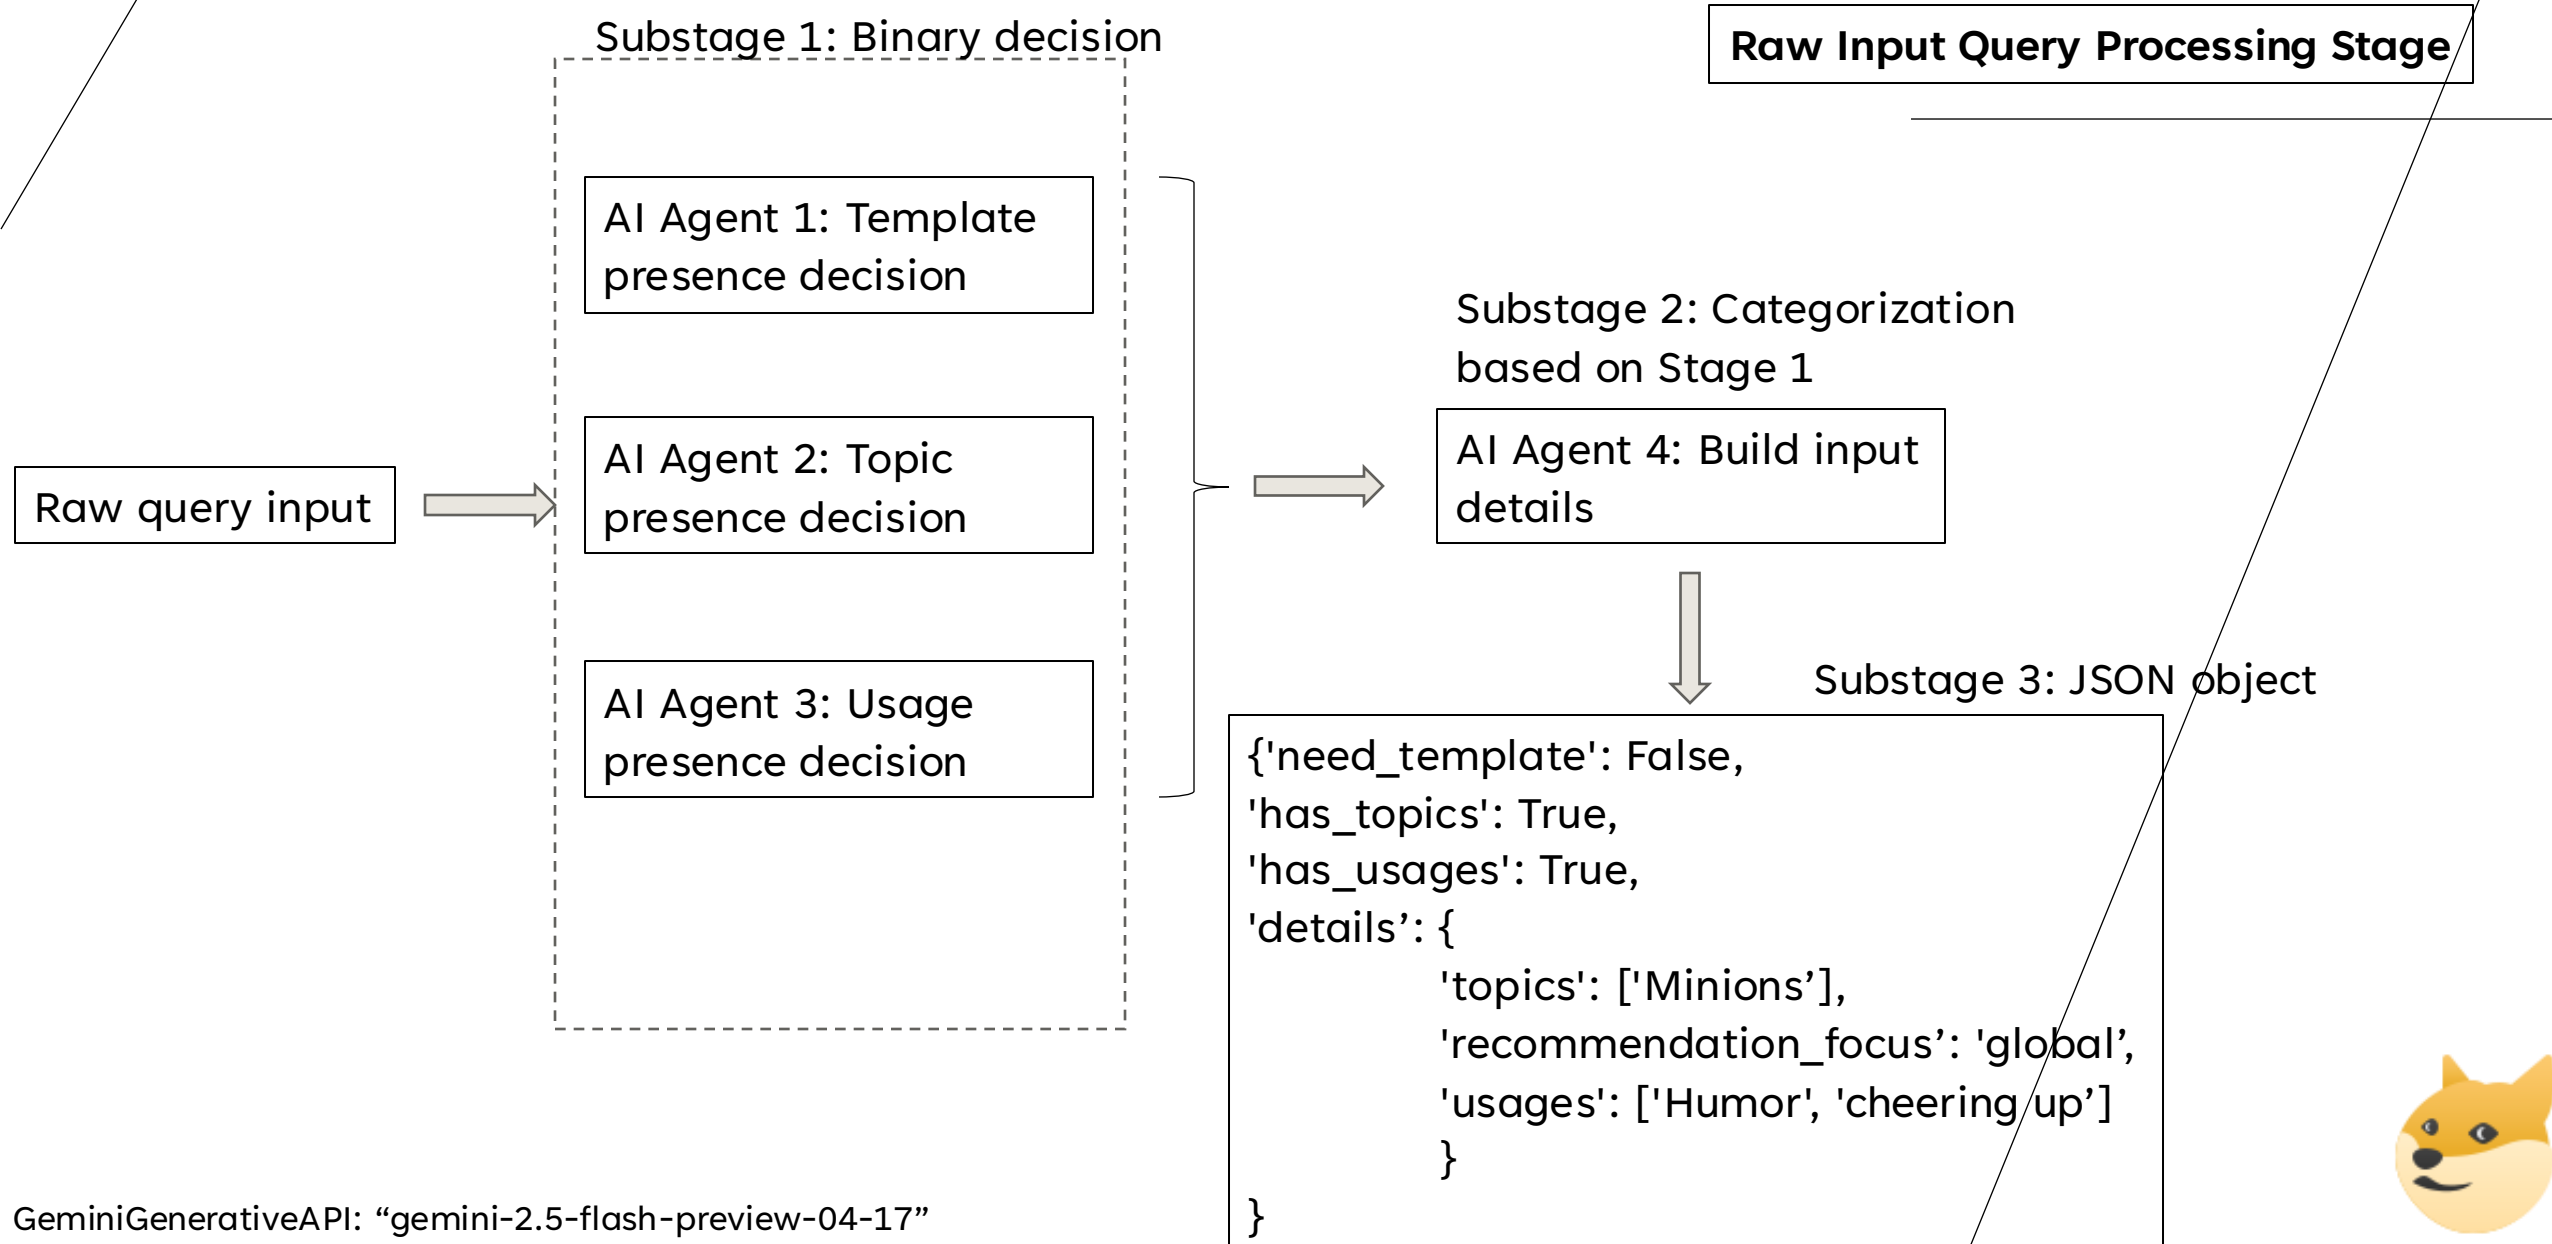 Substage 1: Binary decision
Raw Input Query Processing Stage
AI Agent 1: Template
presence decision
AI Agent 2: Topic
presence decision
AI Agent 3: Usage
presence decision
Raw query input
Substage 2: Categorization
based on Stage 1
AI Agent 4: Build input
details
Substage 3: JSON object
{'need_template': False,
'has_topics': True,
'has_usages': True,
'details’: {
'topics': ['Minions’],
'recommendation_focus’: 'global’,
'usages': ['Humor', 'cheering up’]
}
}
GeminiGenerativeAPI: “gemini-2.5-flash-preview-04-17”